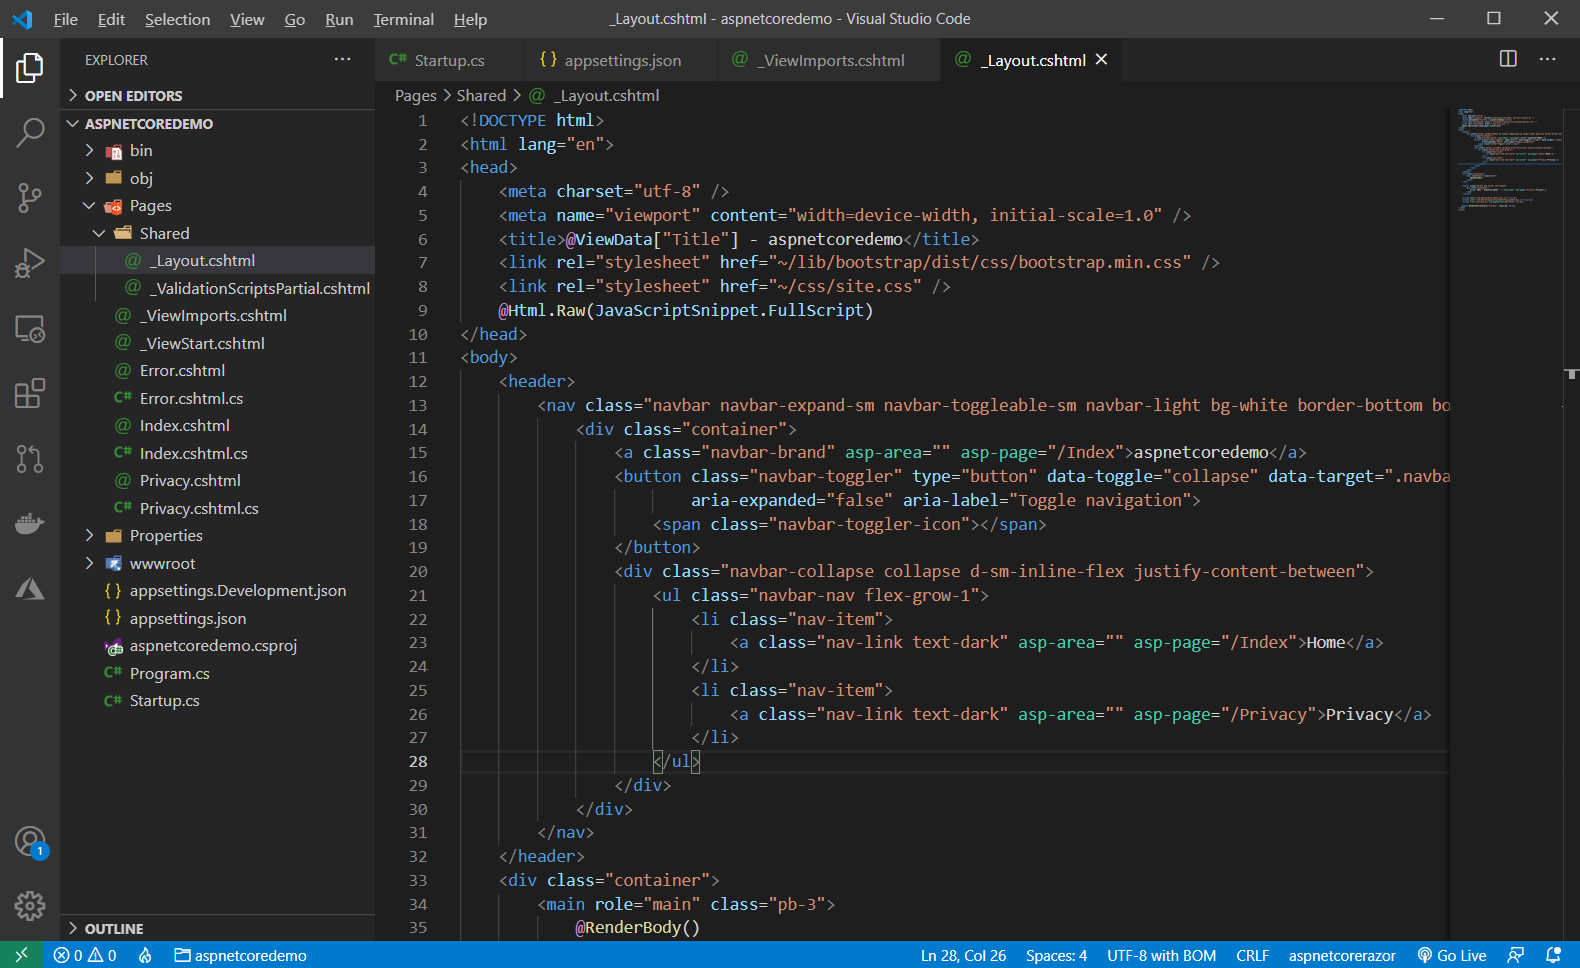 File Edit Selection View Go Run Terminal Help
_Layout.cshtml - aspnetcoredemo - Visual Studio Code
EXPLORER
OPEN EDITORS
ASPNETCOREDEMO
bin
obj
Pages
Shared
_Layout.cshtml
_ValidationScriptsPartial.cshtml
_ViewImports.cshtml
_ViewStart.cshtml
Error.cshtml
Error.cshtml.cs
Index.cshtml
Index.cshtml.cs
Privacy.cshtml
Privacy.cshtml.cs
Properties
wwwroot
appsettings.Development.json
appsettings.json
aspnetcoredemo.csproj
Program.cs
Startup.cs
OUTLINE
1
Startup.cs appsettings.json _ViewImports.cshtml _Layout.cshtml
Pages > Shared > _Layout.cshtml
1 <!DOCTYPE html>
2 <html lang="en">
3 <head>
4 <meta charset="utf-8" />
5 <meta name="viewport" content="width=device-width, initial-scale=1.0" />
6 <title>@ViewData["Title"] - aspnetcoredemo</title>
7 <link rel="stylesheet" href="~/lib/bootstrap/dist/css/bootstrap.min.css" />
8 <link rel="stylesheet" href="~/css/site.css" />
9 @Html.Raw(JavaScriptSnippet.FullScript)
10 </head>
11 <body>
12 <header>
13 <nav class="navbar navbar-expand-sm navbar-toggleable-sm navbar-light bg-white border-bottom bo
14 <div class="container">
15 <a class="navbar-brand" asp-area="" asp-page="/Index">aspnetcoredemo</a>
16 <button class="navbar-toggler" type="button" data-toggle="collapse" data-target=".navba
17 aria-expanded="false" aria-label="Toggle navigation">
18 <span class="navbar-toggler-icon"></span>
19 </button>
20 <div class="navbar-collapse collapse d-sm-inline-flex justify-content-between">
21 <ul class="navbar-nav flex-grow-1">
22 <li class="nav-item">
23 <a class="nav-link text-dark" asp-area="" asp-page="/Index">Home</a>
24 </li>
25 <li class="nav-item">
26 <a class="nav-link text-dark" asp-area="" asp-page="/Privacy">Privacy</a>
27 </li>
28 </ul>
29 </div>
30 </div>
31 </nav>
32 </header>
33 <div class="container">
34 <main role="main" class="pb-3">
35 @RenderBody()
0 0 aspnetcoredemo Ln 28, Col 26 Spaces: 4 UTF-8 with BOM CRLF aspnetcorerazor Go Live